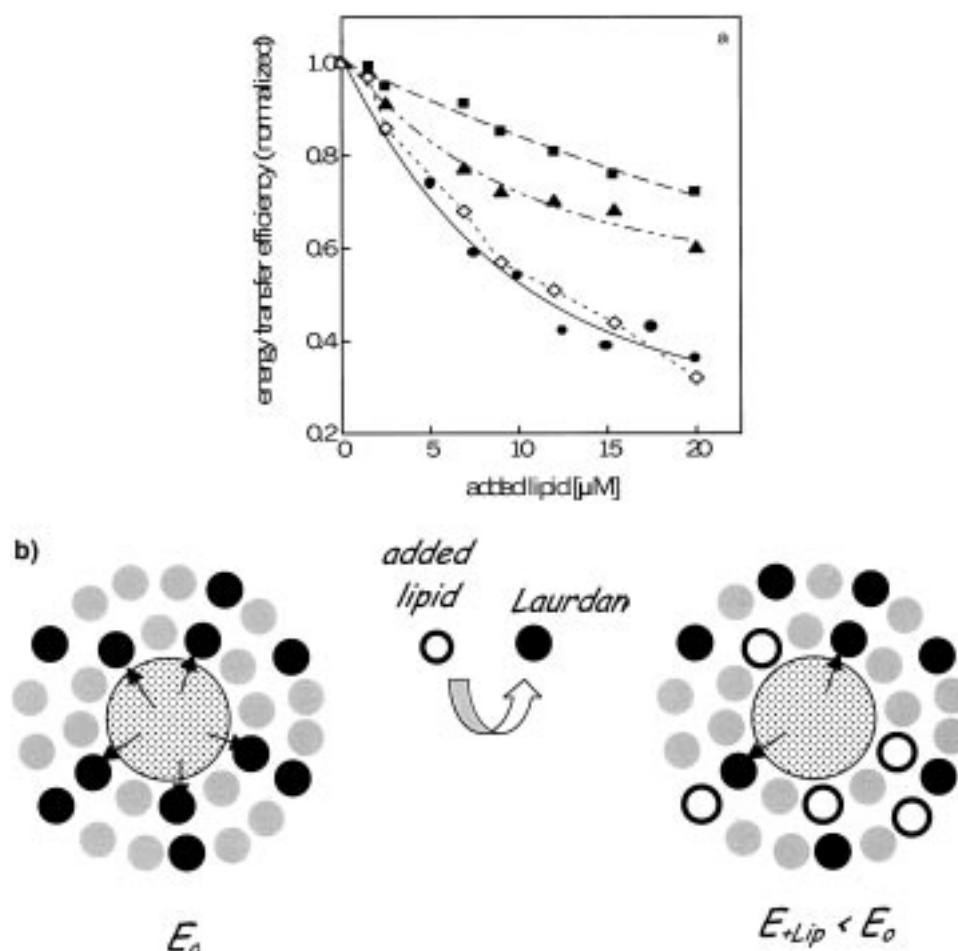 a
energy transfer efficiency (normalized)
1.0
0.8
0.6
0.4
0.2
0 5 10 15 20
added lipid [μM]
b)
added
lipid
Laurdan
Eo
E+Lip < Eo